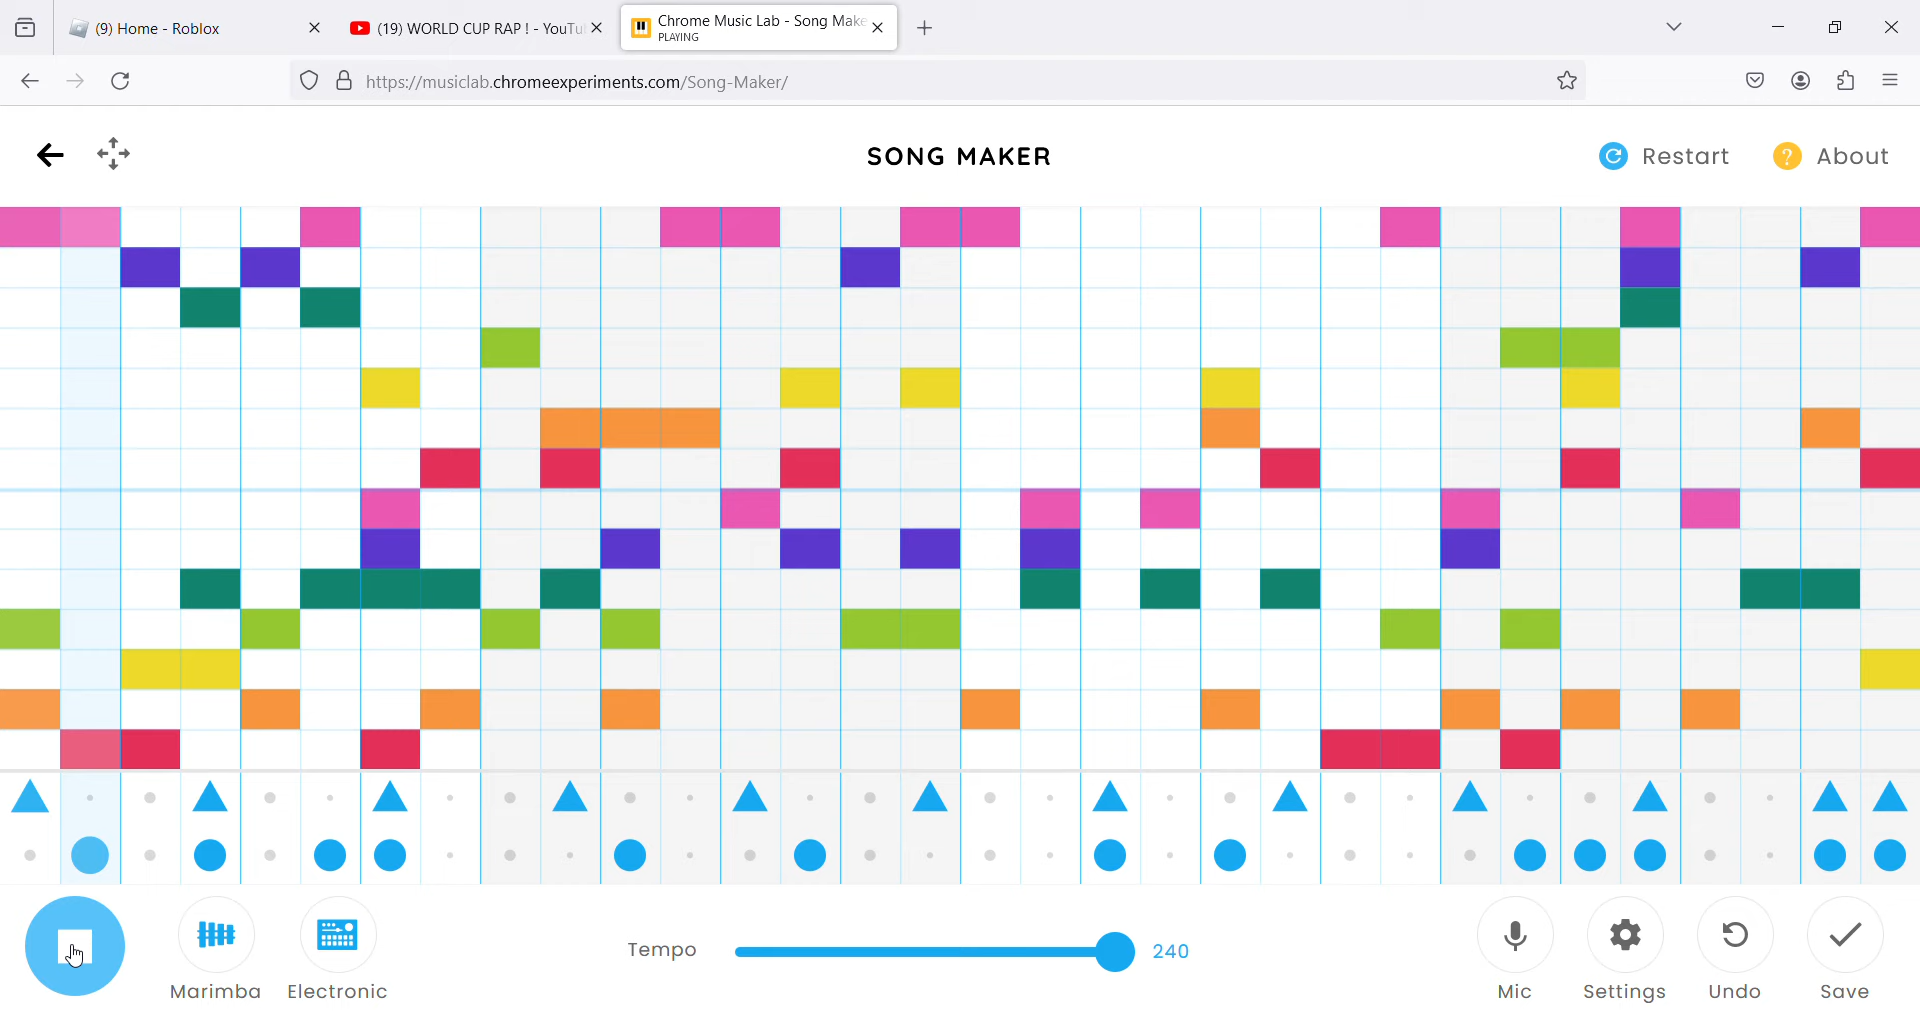 (9) Home - Roblox
(19) WORLD CUP RAP ! - YouTu
Chrome Music Lab - Song Make
PLAYING
https://musiclab.chromeexperiments.com/Song-Maker/
SONG MAKER
Restart
? About
Tempo
240
Marimba
Electronic
Mic
Settings
Undo
Save